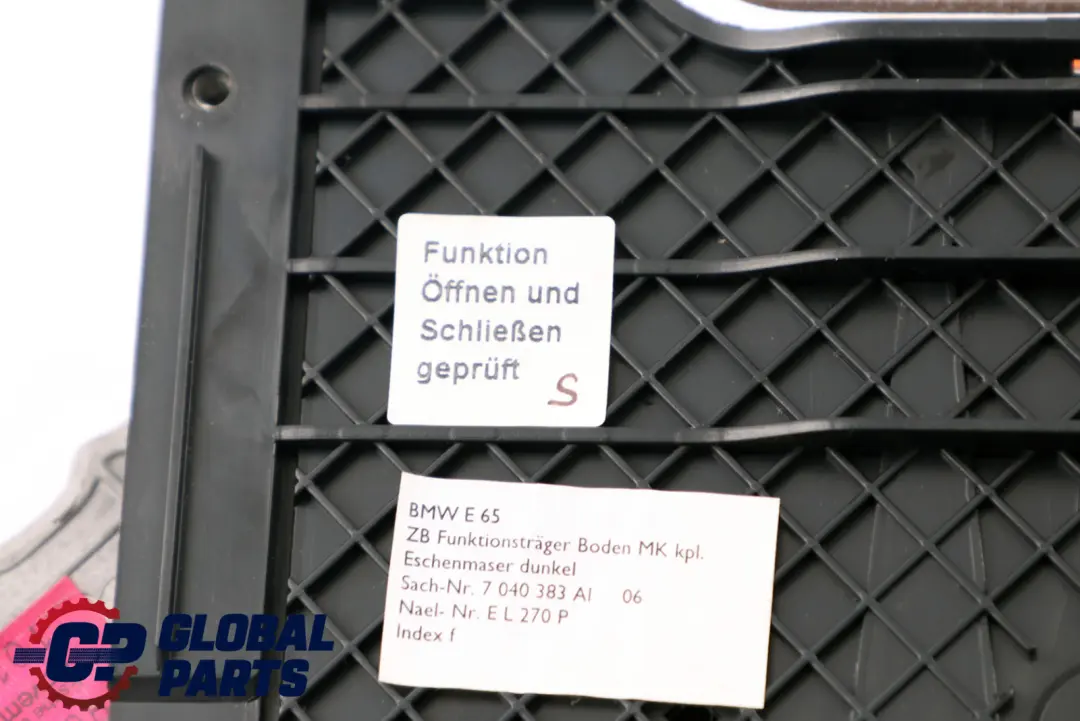 Funktion
Öffnen und
Schließen
geprüft
S
BMW E 65
ZB Funktionsträger Boden MK kpl.
Eschenmaser dunkel
Sach-Nr. 7 040 383 AI 06
Nael- Nr. E L 270 P
Index f
GP GLOBAL
PARTS